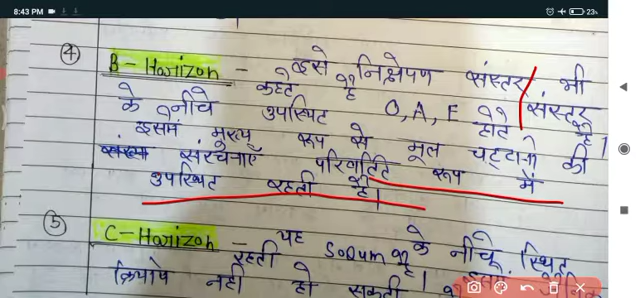 8:43 PM
23%
④ B-Horizon - इसे निक्षेपण संस्तर भी
कहते है
के नीचे उपस्थित O, A, E संस्तर
होते है।
इसमें मुख्य रूप से मूल चट्टानो की
संरचनाएँ परिवर्तित रूप में
उपस्थित रहती है।
⑤ C-Horizon - यह Solum के नीचे स्थित
रहती है।
क्रियाये नही हो सकती